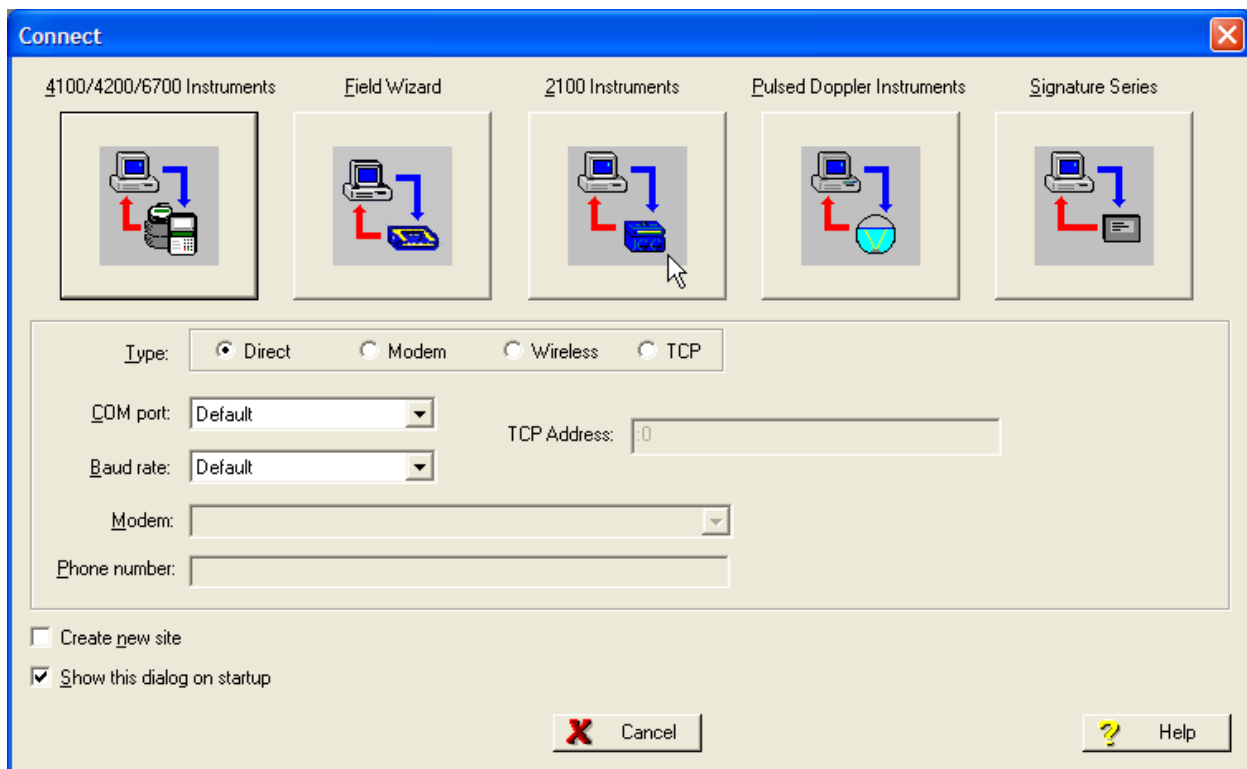 Connect
4100/4200/6700 Instruments Field Wizard 2100 Instruments Pulsed Doppler Instruments Signature Series
Type: Direct Modem Wireless TCP
COM port: Default
TCP Address: :0
Baud rate: Default
Modem:
Phone number:
Create new site
Show this dialog on startup
Cancel Help